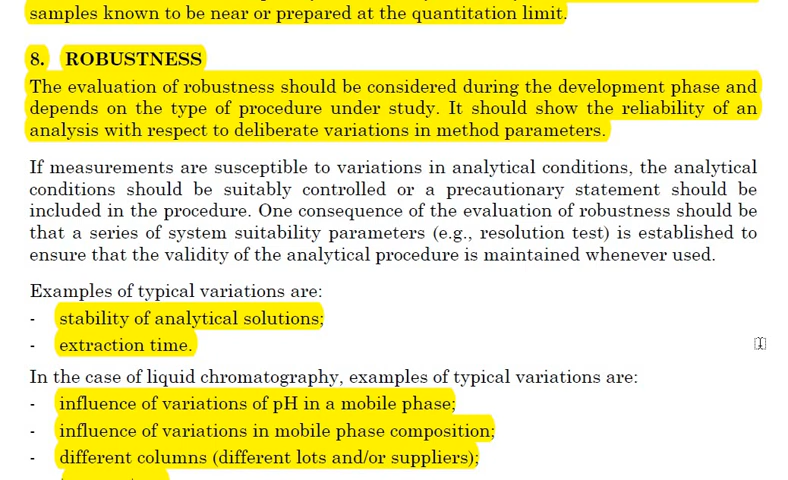 samples known to be near or prepared at the quantitation limit.
8. ROBUSTNESS
The evaluation of robustness should be considered during the development phase and
depends on the type of procedure under study. It should show the reliability of an
analysis with respect to deliberate variations in method parameters.
If measurements are susceptible to variations in analytical conditions, the analytical
conditions should be suitably controlled or a precautionary statement should be
included in the procedure. One consequence of the evaluation of robustness should be
that a series of system suitability parameters (e.g., resolution test) is established to
ensure that the validity of the analytical procedure is maintained whenever used.
Examples of typical variations are:
- stability of analytical solutions;
- extraction time.
In the case of liquid chromatography, examples of typical variations are:
- influence of variations of pH in a mobile phase;
- influence of variations in mobile phase composition;
- different columns (different lots and/or suppliers);